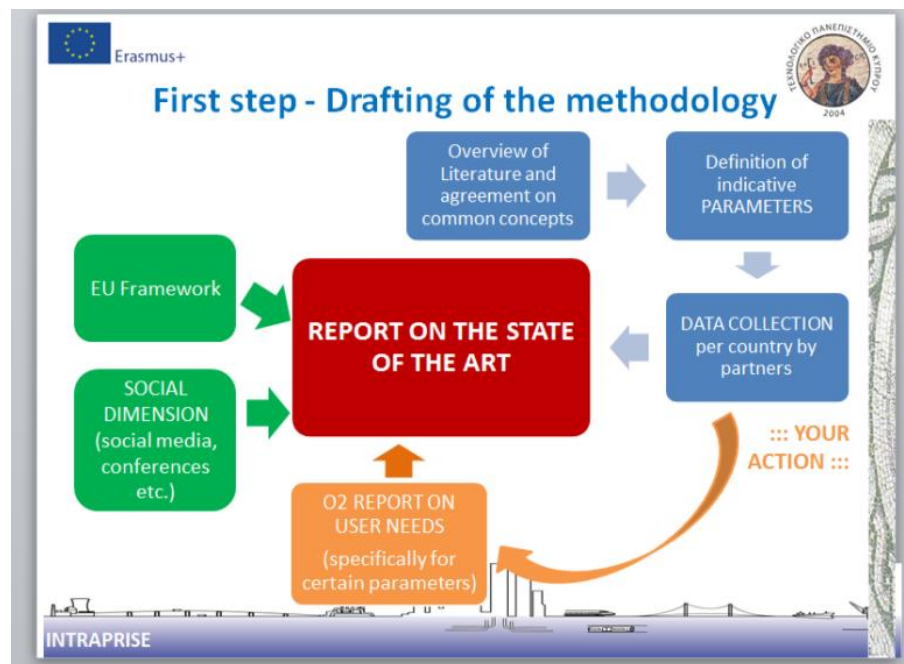 Erasmus+
ΤΕΧΝΟΛΟΓΙΚΟ ΠΑΝΕΠΙΣΤΗΜΙΟ ΚΥΠΡΟΥ
2004
First step - Drafting of the methodology
Overview of
Literature and
agreement on
common concepts
Definition of
indicative
PARAMETERS
EU Framework
REPORT ON THE STATE
OF THE ART
DATA COLLECTION
per country by
partners
SOCIAL
DIMENSION
(social media,
conferences
etc.)
::: YOUR
ACTION :::
O2 REPORT ON
USER NEEDS
(specifically for
certain parameters)
INTRAPRISE